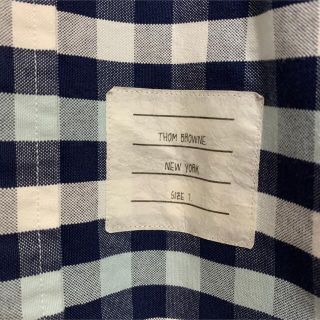 THOM BROWNE
NEW YORK
SIZE 1